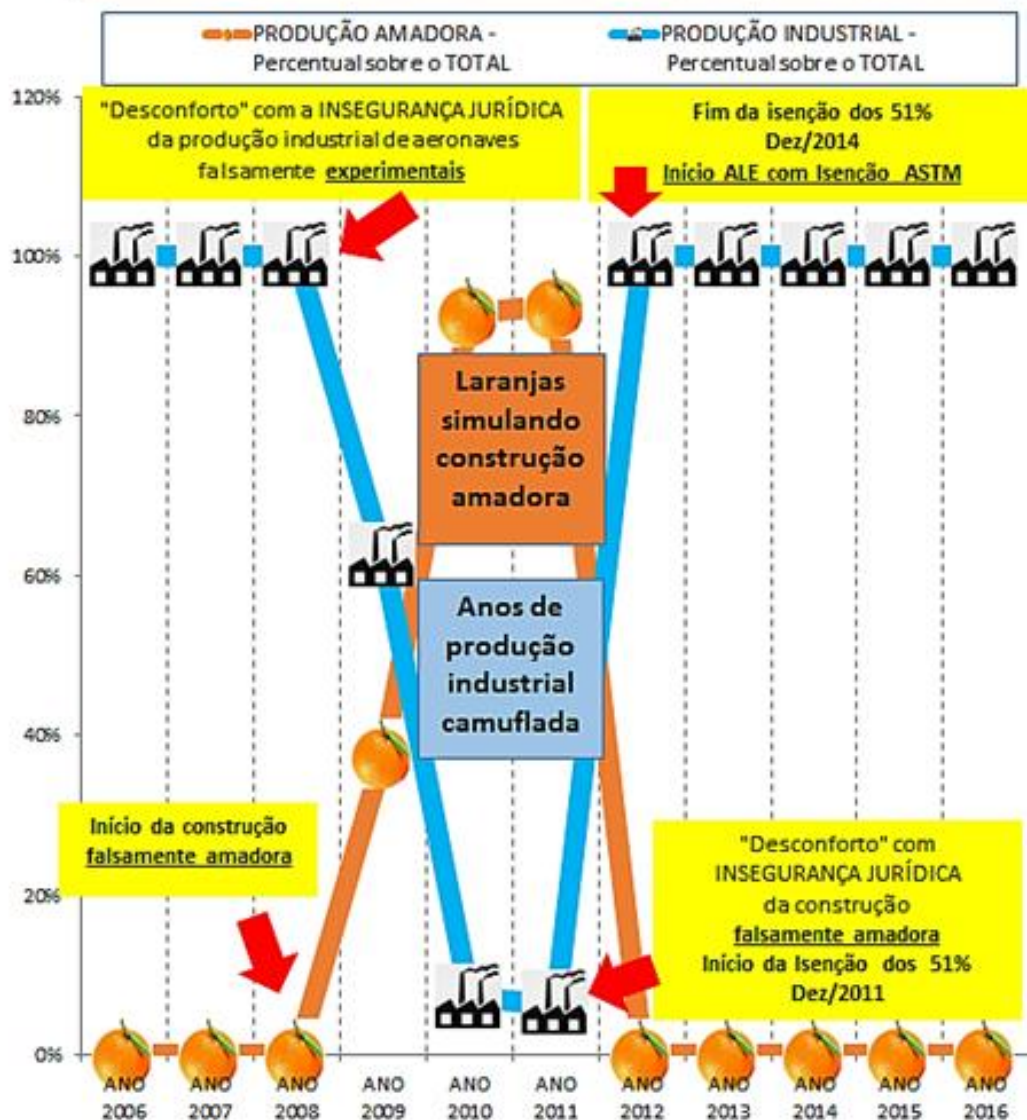 PRODUÇÃO AMADORA -
Percentual sobre o TOTAL
PRODUÇÃO INDUSTRIAL -
Percentual sobre o TOTAL
120%
100%
80%
60%
40%
20%
0%
"Desconforto" com a INSEGURANÇA JURÍDICA
da produção industrial de aeronaves
falsamente experimentais
Fim da isenção dos 51%
Dez/2014
Início ALE com Isenção ASTM
Laranjas
simulando
construção
amadora
Anos de
produção
industrial
camuflada
Início da construção
falsamente amadora
"Desconforto" com
INSEGURANÇA JURÍDICA
da construção
falsamente amadora
Início da Isenção dos 51%
Dez/2011
ANO
2006
ANO
2007
ANO
2008
ANO
2009
ANO
2010
ANO
2011
ANO
2012
ANO
2013
ANO
2014
ANO
2015
ANO
2016